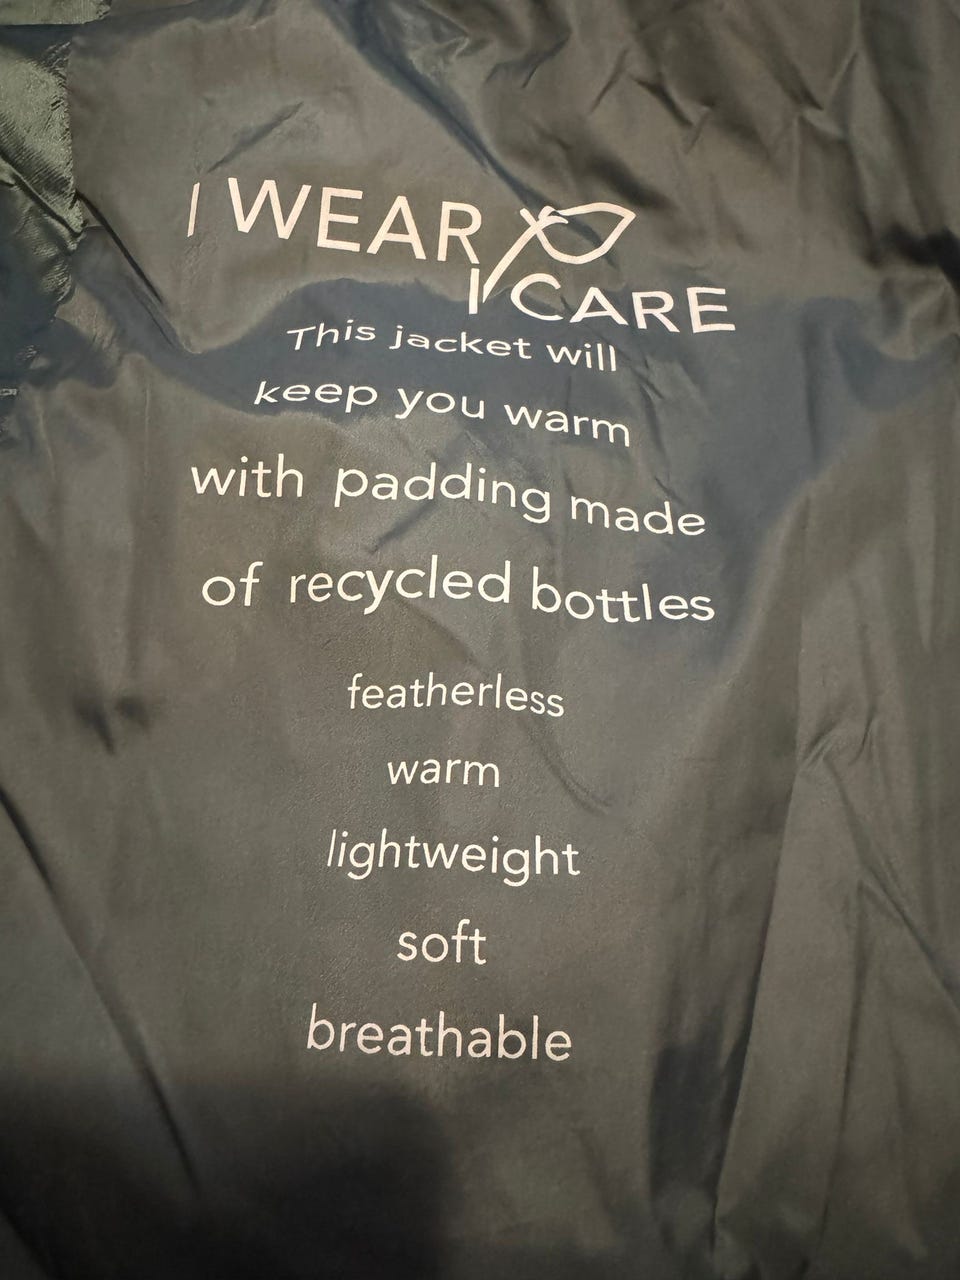 I WEAR
I CARE
This jacket will
keep you warm
with padding made
of recycled bottles
featherless
warm
lightweight
soft
breathable